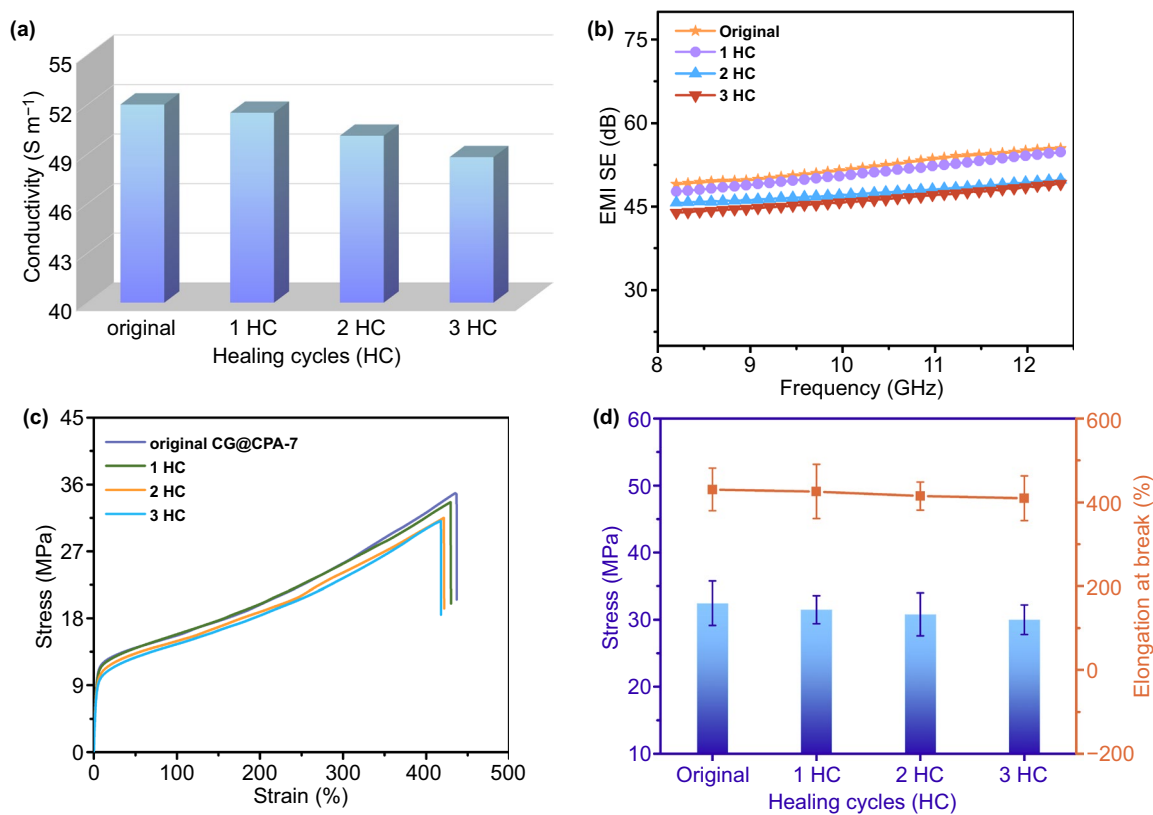 (a)
Conductivity (S m⁻¹)
55
52
49
46
43
40
original
1 HC
2 HC
3 HC
Healing cycles (HC)
(b)
EMI SE (dB)
75
60
45
30
Original
1 HC
2 HC
3 HC
8
9
10
11
12
Frequency (GHz)
(c)
Stress (MPa)
45
36
27
18
9
0
original CG@CPA-7
1 HC
2 HC
3 HC
0
100
200
300
400
500
Strain (%)
(d)
Stress (MPa)
60
50
40
30
20
10
600
400
200
0
−200
Elongation at break (%)
Original
1 HC
2 HC
3 HC
Healing cycles (HC)